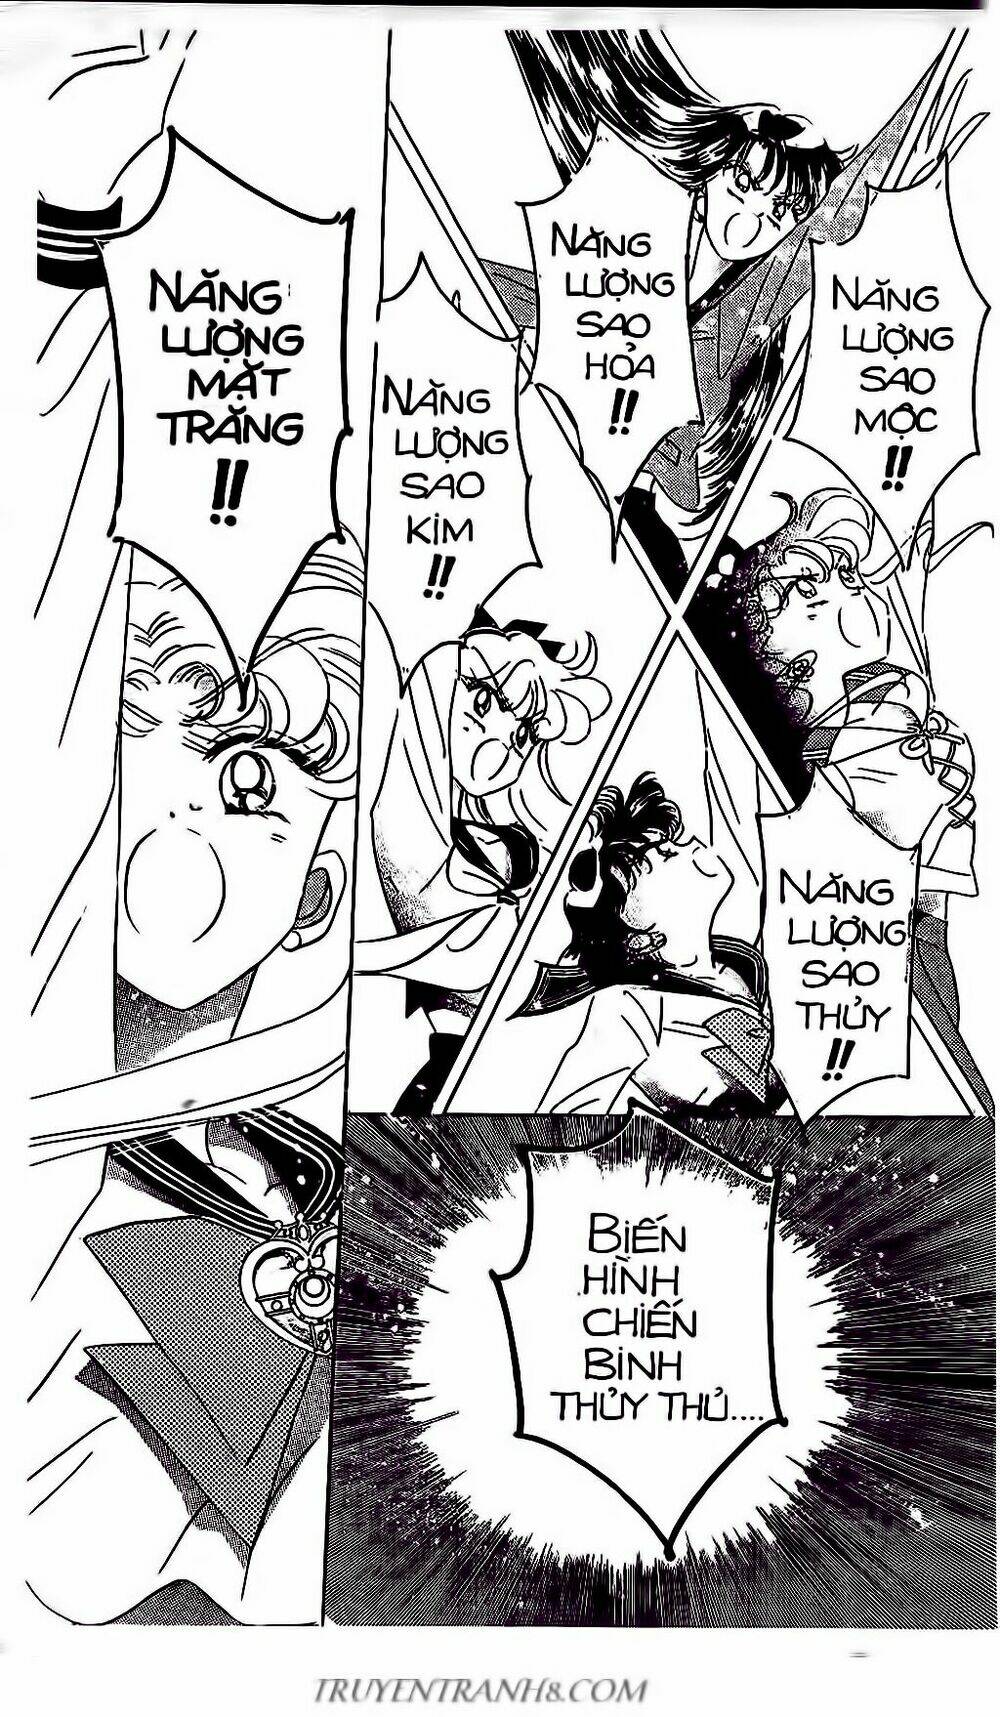 NĂNG
LƯỢNG
SAO
HỎA
!!
NĂNG
LƯỢNG
SAO
MỘC
!!
NĂNG
LƯỢNG
MẶT
TRĂNG
!!
NĂNG
LƯỢNG
SAO
KIM
!!
NĂNG
LƯỢNG
SAO
THỦY
!!
BIẾN
HÌNH
CHIẾN
BINH
THỦY THỦ....
TRUYENTRANH8.COM